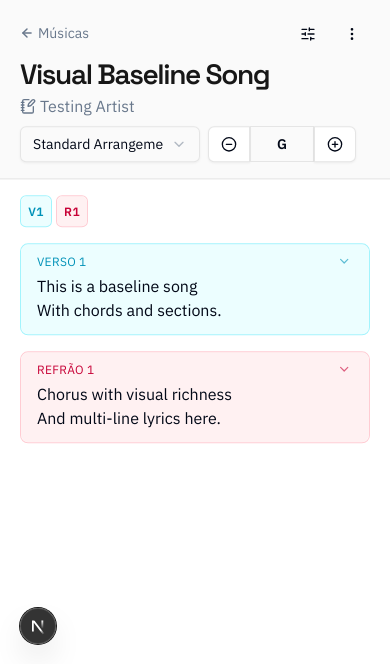 Músicas
Visual Baseline Song
Testing Artist
Standard Arrangeme
G
V1 R1
VERSO 1
This is a baseline song
With chords and sections.
REFRÃO 1
Chorus with visual richness
And multi-line lyrics here.
N